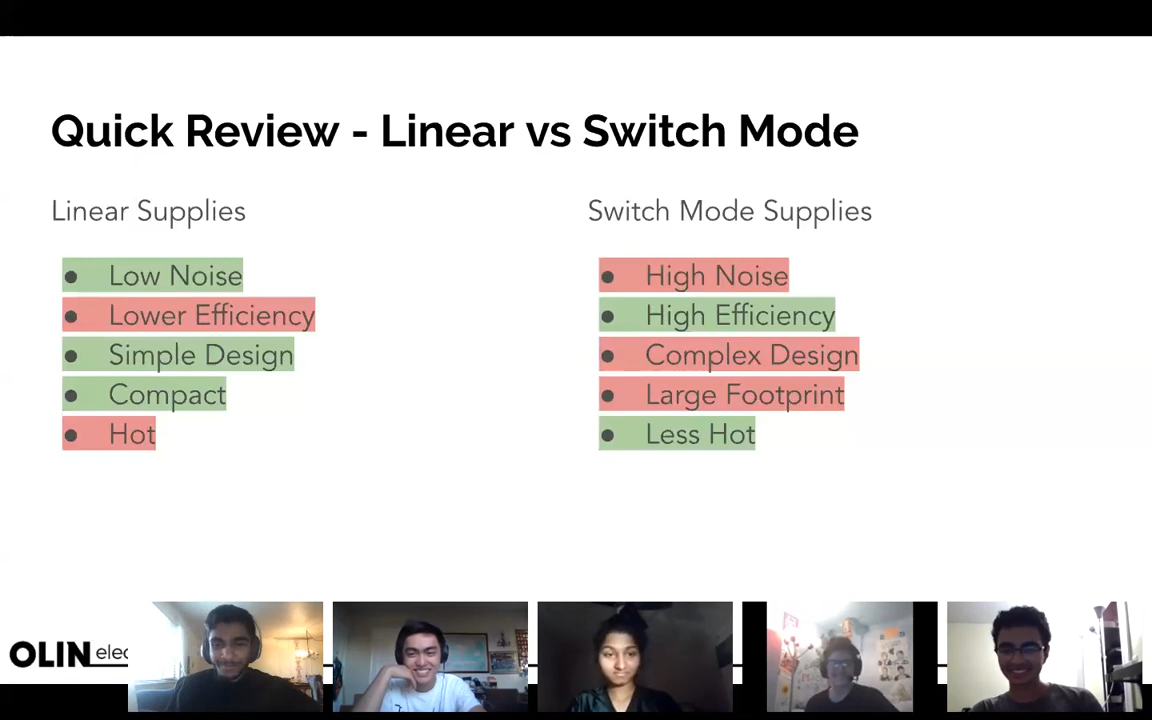 Quick Review - Linear vs Switch Mode
Linear Supplies
● Low Noise
● Lower Efficiency
● Simple Design
● Compact
● Hot
Switch Mode Supplies
● High Noise
● High Efficiency
● Complex Design
● Large Footprint
● Less Hot
OLIN elec